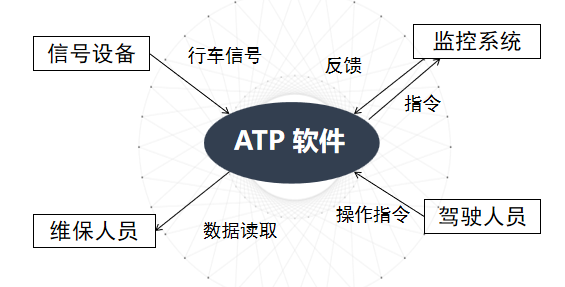 监控系统
信号设备
行车信号
反馈
指令
ATP 软件
操作指令
驾驶人员
维保人员
数据读取